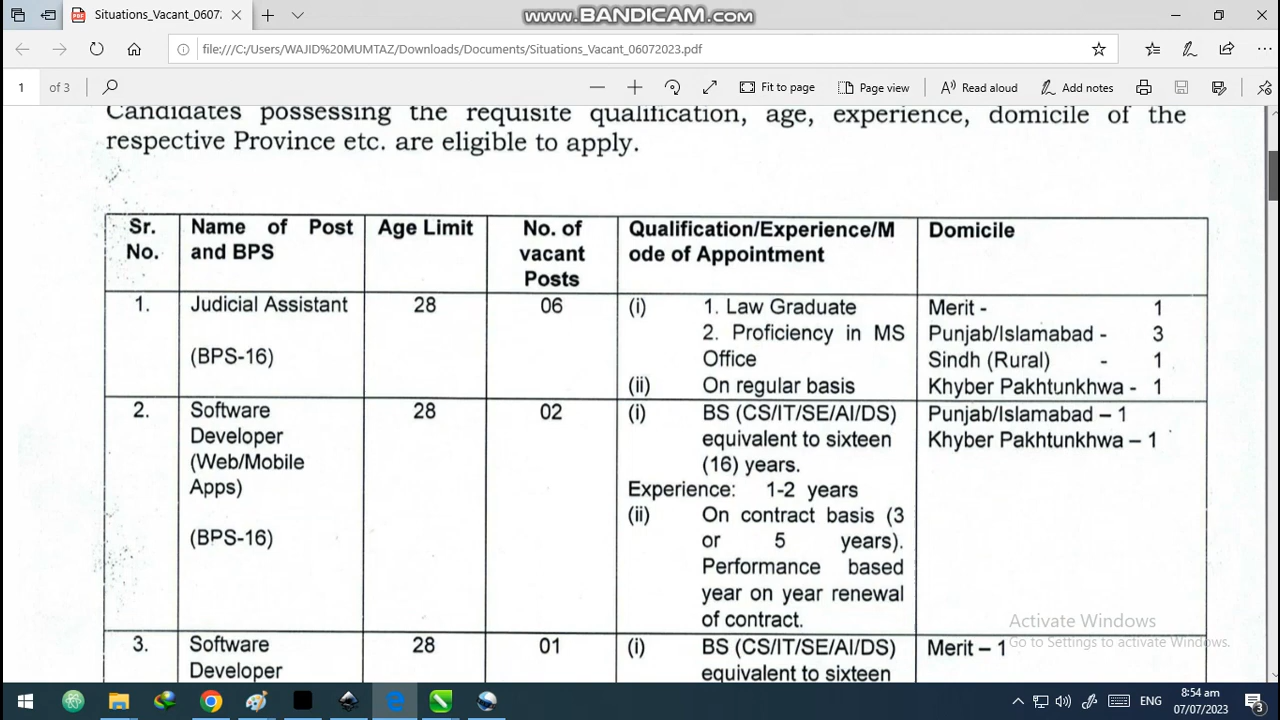 Situations_Vacant_0607
www.BANDICAM.com
file:///C:/Users/WAJID%20MUMTAZ/Downloads/Documents/Situations_Vacant_06072023.pdf
1 of 3
Fit to page
Page view
Read aloud
Add notes
Candidates possessing the requisite qualification, age, experience, domicile of the
respective Province etc. are eligible to apply.
Sr. No.
Name of Post and BPS
Age Limit
No. of vacant Posts
Qualification/Experience/M
ode of Appointment
Domicile
1.
Judicial Assistant
(BPS-16)
28
06
(i) 1. Law Graduate
2. Proficiency in MS
Office
(ii) On regular basis
Merit - 1
Punjab/Islamabad - 3
Sindh (Rural) - 1
Khyber Pakhtunkhwa - 1
2.
Software
Developer
(Web/Mobile
Apps)
(BPS-16)
28
02
(i) BS (CS/IT/SE/AI/DS)
equivalent to sixteen
(16) years.
Experience: 1-2 years
(ii) On contract basis (3
or 5 years).
Performance based
year on year renewal
of contract.
Punjab/Islamabad – 1
Khyber Pakhtunkhwa – 1
3.
Software
Developer
28
01
(i) BS (CS/IT/SE/AI/DS)
equivalent to sixteen
Merit – 1
Activate Windows
Go to Settings to activate Windows.
ENG
8:54 am
07/07/2023
3